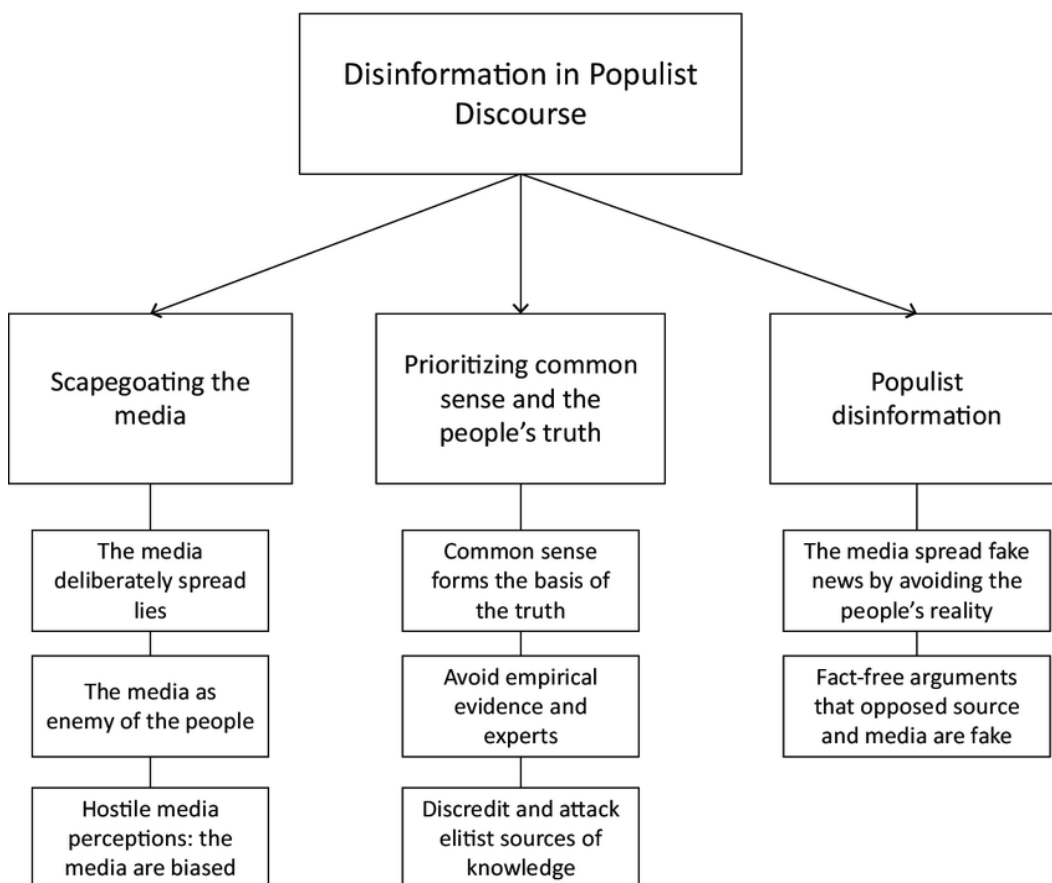 Disinformation in Populist
Discourse
Scapegoating the
media
Prioritizing common
sense and the
people’s truth
Populist
disinformation
The media
deliberately spread
lies
Common sense
forms the basis of
the truth
The media spread fake
news by avoiding the
people’s reality
The media as
enemy of the people
Avoid empirical
evidence and
experts
Fact-free arguments
that opposed source
and media are fake
Hostile media
perceptions: the
media are biased
Discredit and attack
elitist sources of
knowledge